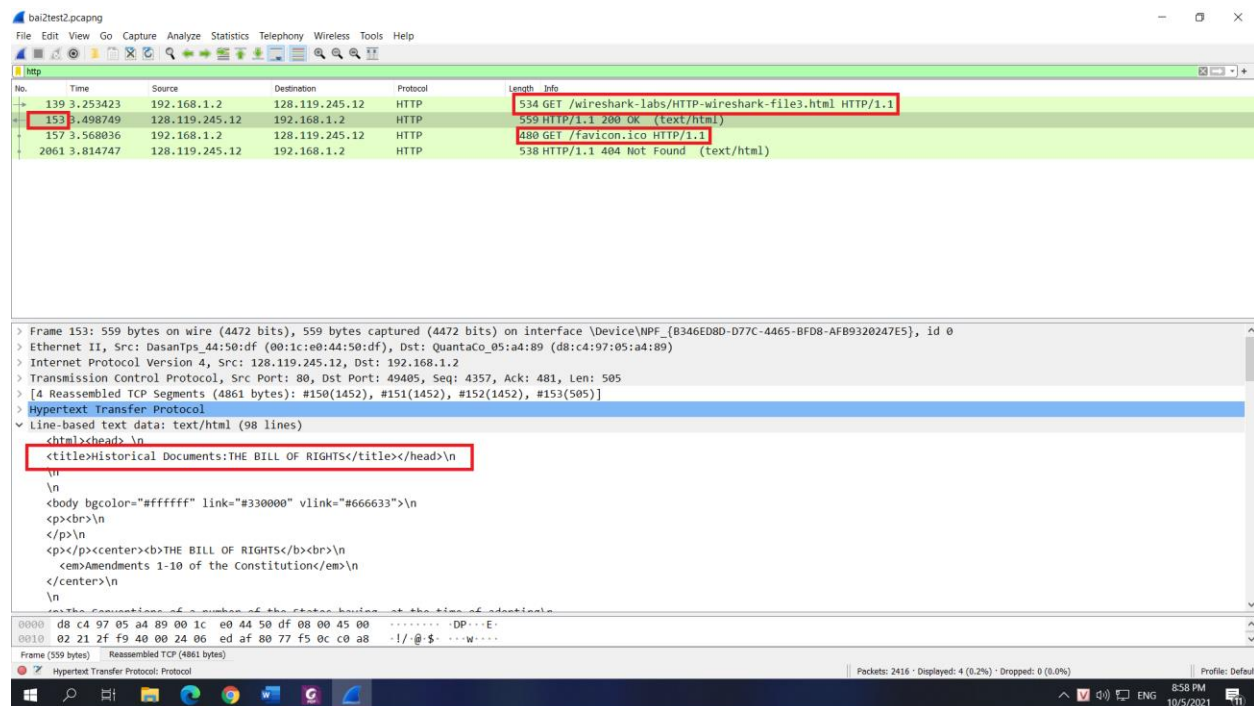 bai2test2.pcapng
File Edit View Go Capture Analyze Statistics Telephony Wireless Tools Help
http
No. Time Source Destination Protocol Length Info
139 3.253423 192.168.1.2 128.119.245.12 HTTP 534 GET /wireshark-labs/HTTP-wireshark-file3.html HTTP/1.1
153 3.498749 128.119.245.12 192.168.1.2 HTTP 559 HTTP/1.1 200 OK (text/html)
157 3.568036 192.168.1.2 128.119.245.12 HTTP 480 GET /favicon.ico HTTP/1.1
2061 3.814747 128.119.245.12 192.168.1.2 HTTP 538 HTTP/1.1 404 Not Found (text/html)
> Frame 153: 559 bytes on wire (4472 bits), 559 bytes captured (4472 bits) on interface \Device\NPF_{B346ED8D-D77C-4465-BFD8-AFB9320247E5}, id 0
> Ethernet II, Src: DasanTps_44:50:df (00:1c:e0:44:50:df), Dst: QuantaCo_05:a4:89 (d8:c4:97:05:a4:89)
> Internet Protocol Version 4, Src: 128.119.245.12, Dst: 192.168.1.2
> Transmission Control Protocol, Src Port: 80, Dst Port: 49405, Seq: 4357, Ack: 481, Len: 505
> [4 Reassembled TCP Segments (4861 bytes): #150(1452), #151(1452), #152(1452), #153(505)]
> Hypertext Transfer Protocol
Line-based text data: text/html (98 lines)
<html><head> \n
<title>Historical Documents:THE BILL OF RIGHTS</title></head>\n
\n
\n
<body bgcolor="#ffffff" link="#330000" vlink="#666633">\n
<p><br>\n
</p>\n
<p></p><center><b>THE BILL OF RIGHTS</b><br>\n
<em>Amendments 1-10 of the Constitution</em>\n
</center>\n
\n
<p>The Conventions of a number of the States having, at the time of adopting\n
0000 d8 c4 97 05 a4 89 00 1c e0 44 50 df 08 00 45 00 ········ ·DP···E·
0010 02 21 2f f9 40 00 24 06 ed af 80 77 f5 0c c0 a8 ·!/·@·$· ···w····
Frame (559 bytes) Reassembled TCP (4861 bytes)
Hypertext Transfer Protocol: Protocol Packets: 2416 · Displayed: 4 (0.2%) · Dropped: 0 (0.0%) Profile: Defaul
V ENG 8:58 PM
10/5/2021